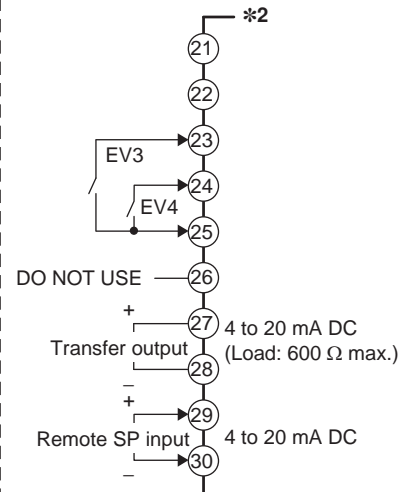 ✻2
21
22
23
EV3
24
EV4
25
DO NOT USE
26
+
27
4 to 20 mA DC
Transfer output
(Load: 600 Ω max.)
28
–
+
29
Remote SP input
4 to 20 mA DC
30
–